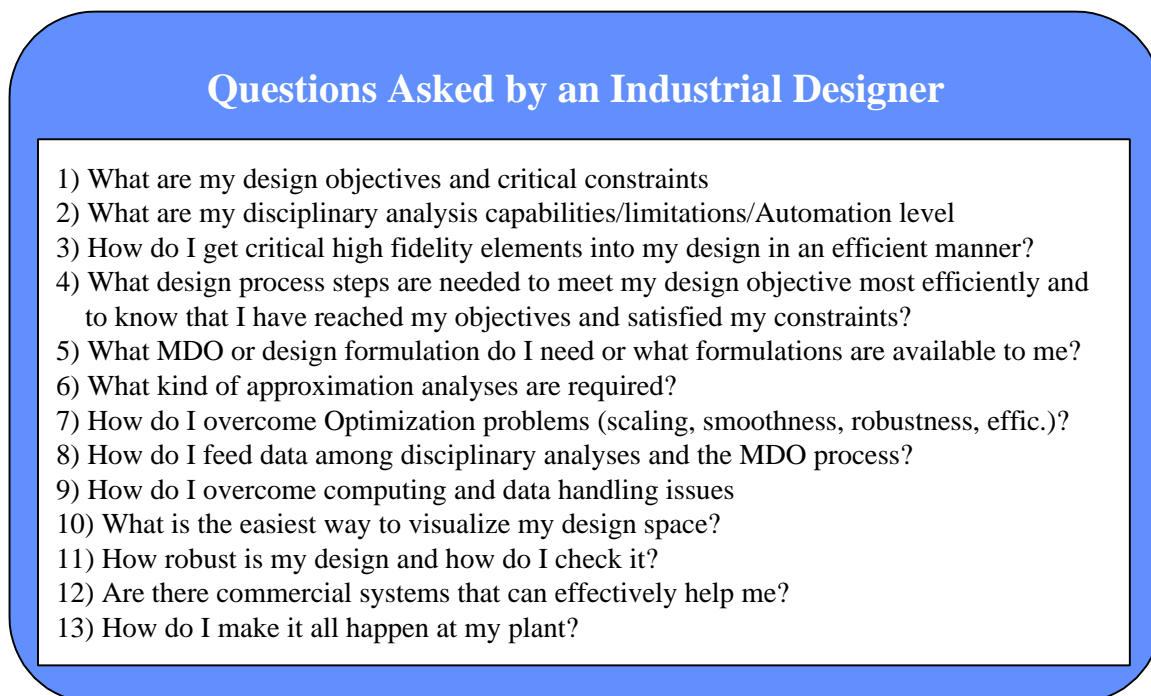 Questions Asked by an Industrial Designer
1) What are my design objectives and critical constraints
2) What are my disciplinary analysis capabilities/limitations/Automation level
3) How do I get critical high fidelity elements into my design in an efficient manner?
4) What design process steps are needed to meet my design objective most efficiently and
to know that I have reached my objectives and satisfied my constraints?
5) What MDO or design formulation do I need or what formulations are available to me?
6) What kind of approximation analyses are required?
7) How do I overcome Optimization problems (scaling, smoothness, robustness, effic.)?
8) How do I feed data among disciplinary analyses and the MDO process?
9) How do I overcome computing and data handling issues
10) What is the easiest way to visualize my design space?
11) How robust is my design and how do I check it?
12) Are there commercial systems that can effectively help me?
13) How do I make it all happen at my plant?